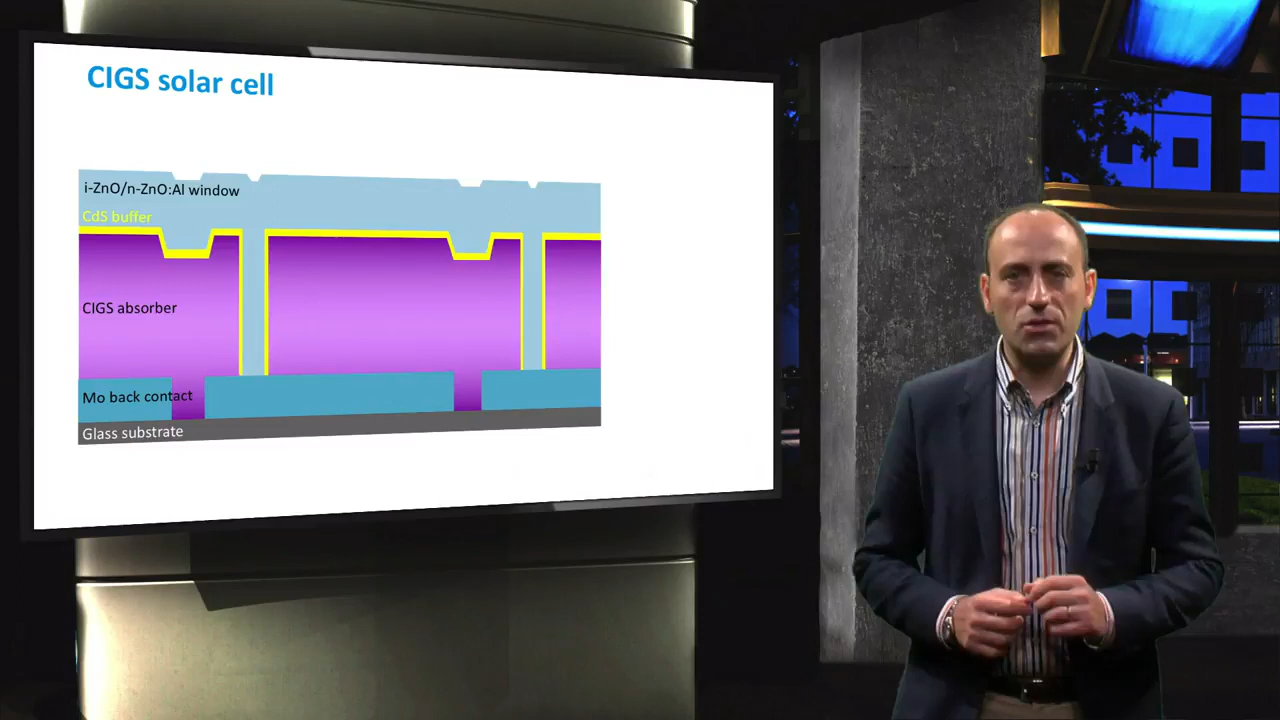 CIGS solar cell
i-ZnO/n-ZnO:Al window
CdS buffer
CIGS absorber
Mo back contact
Glass substrate